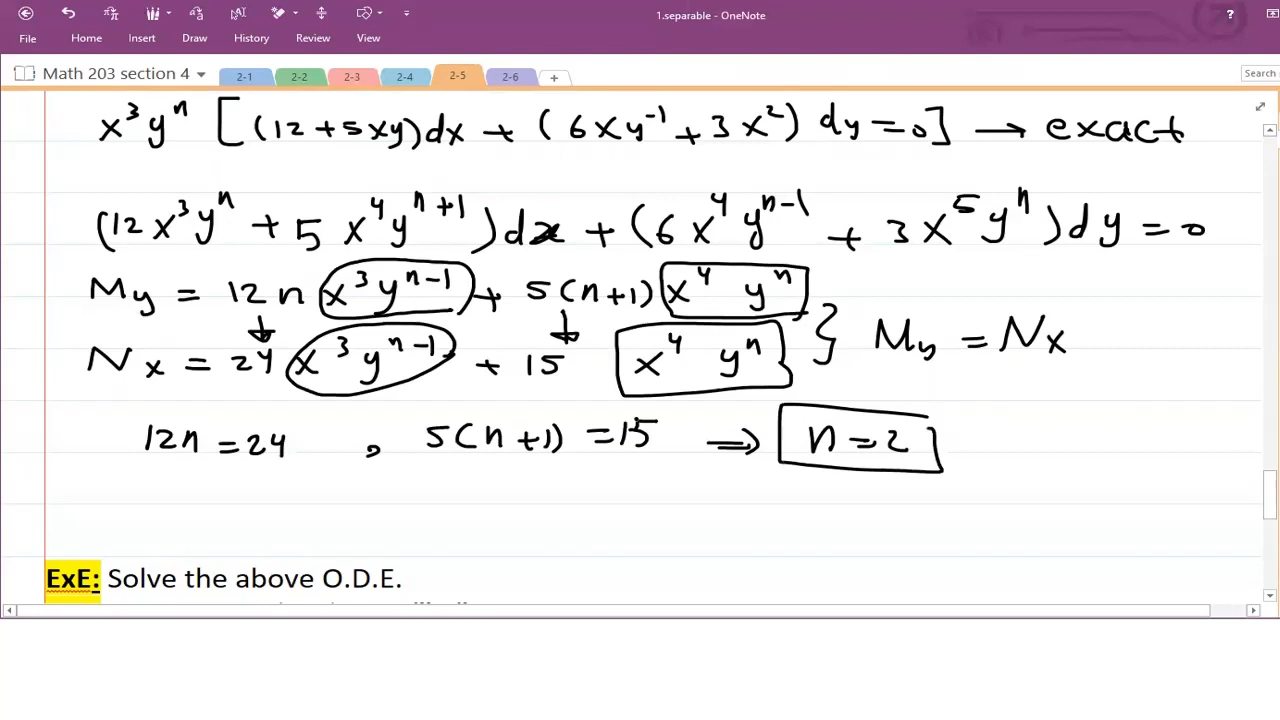 1.separable - OneNote
?
File Home Insert Draw History Review View
Math 203 section 4 2-1 2-2 2-3 2-4 2-5 2-6 + Search
x³yⁿ [(12+5xy)dx + (6xy⁻¹+3x²) dy=0] → exact
(12x³yⁿ + 5 x⁴yⁿ⁺¹)dx + (6x⁴yⁿ⁻¹ + 3x⁵yⁿ)dy=0
My = 12n x³yⁿ⁻¹ + 5(n+1) x⁴ yⁿ
Nx = 24 x³yⁿ⁻¹ + 15 x⁴ yⁿ } My = Nx
12n=24 , 5(n+1)=15 ⇒ n=2
ExE: Solve the above O.D.E.